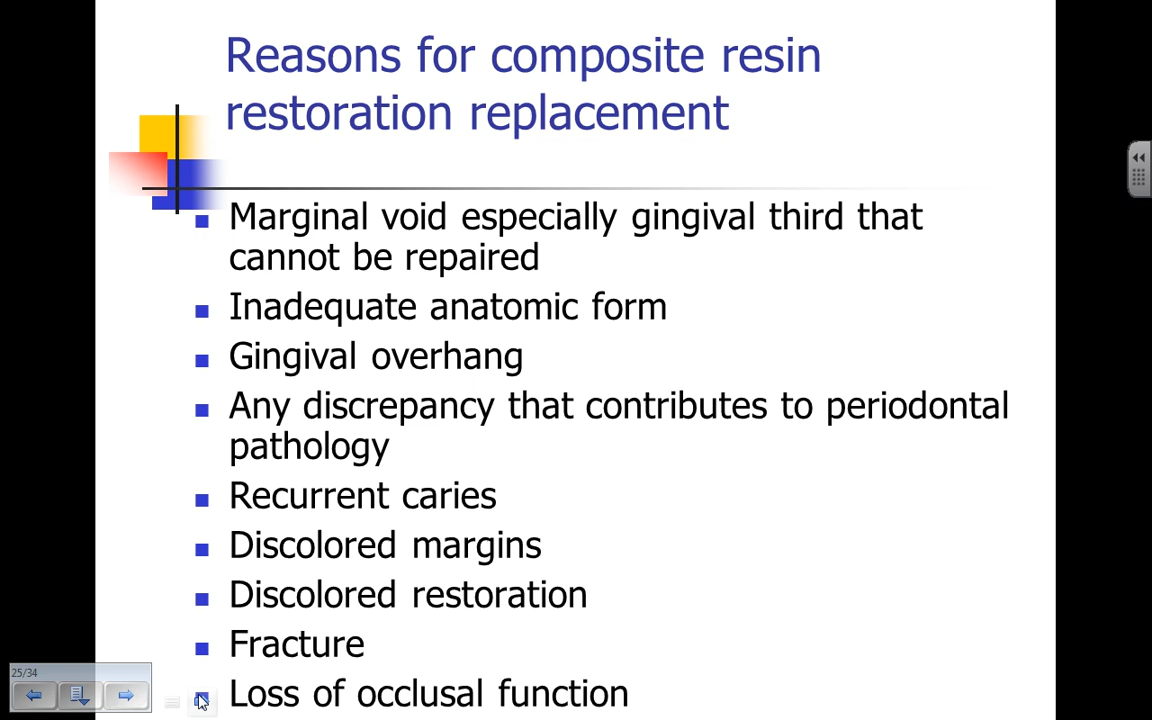 Reasons for composite resin
restoration replacement
Marginal void especially gingival third that
cannot be repaired
Inadequate anatomic form
Gingival overhang
Any discrepancy that contributes to periodontal
pathology
Recurrent caries
Discolored margins
Discolored restoration
Fracture
Loss of occlusal function
25/34